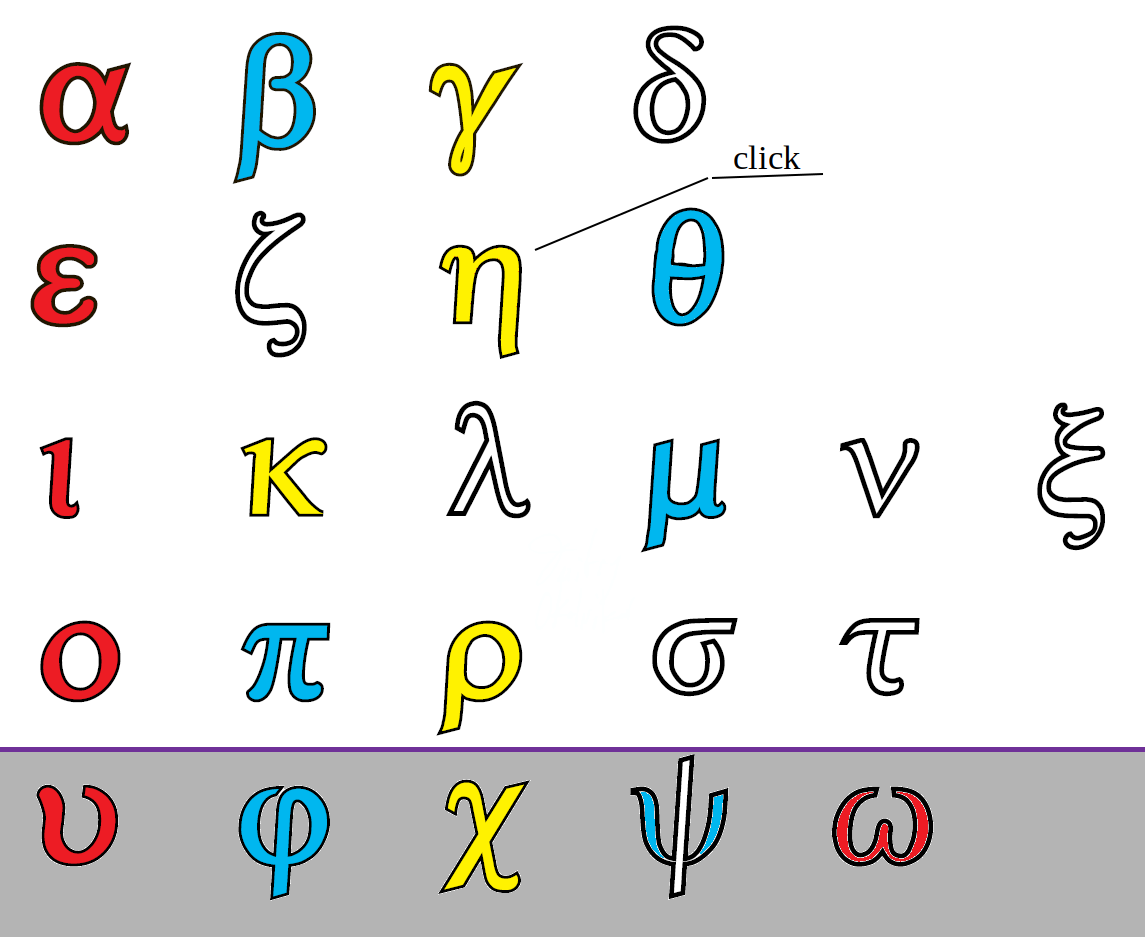 α β γ δ
click
ε ζ η θ
ι κ λ μ ν ξ
ο π ρ σ τ
υ φ χ ψ ω